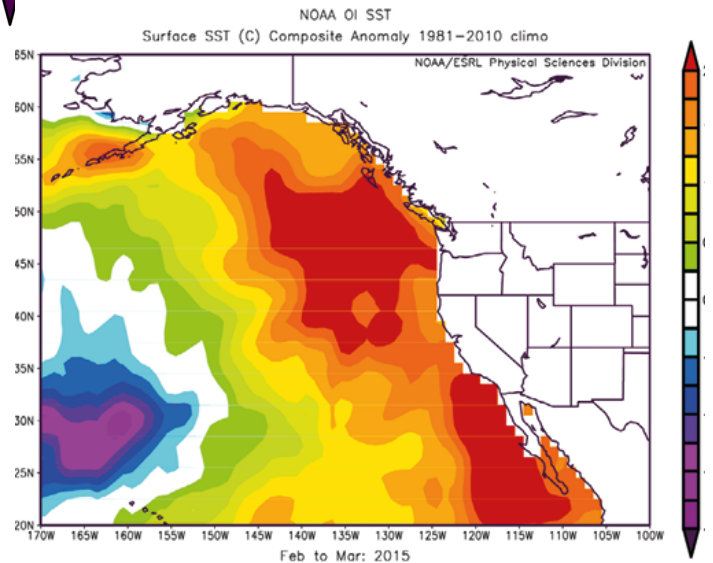 NOAA OI SST
Surface SST (C) Composite Anomaly 1981-2010 climo
NOAA/ESRL Physical Sciences Division
65N
60N
55N
50N
45N
40N
35N
30N
25N
20N
170W 165W 160W 155W 150W 145W 140W 135W 130W 125W 120W 115W 110W 105W 100W
Feb to Mar: 2015